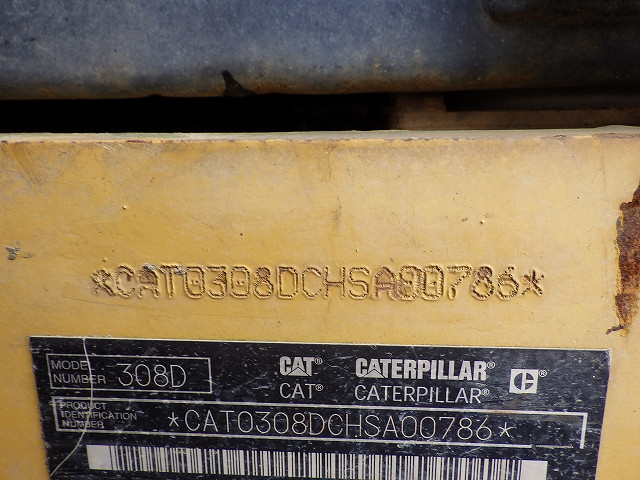 *CAT0308DCHSA00786*
MODEL NUMBER 308D
CAT® CATERPILLAR® C®
CAT® CATERPILLAR®
PRODUCT IDENTIFICATION NUMBER *CAT0308DCHSA00786*